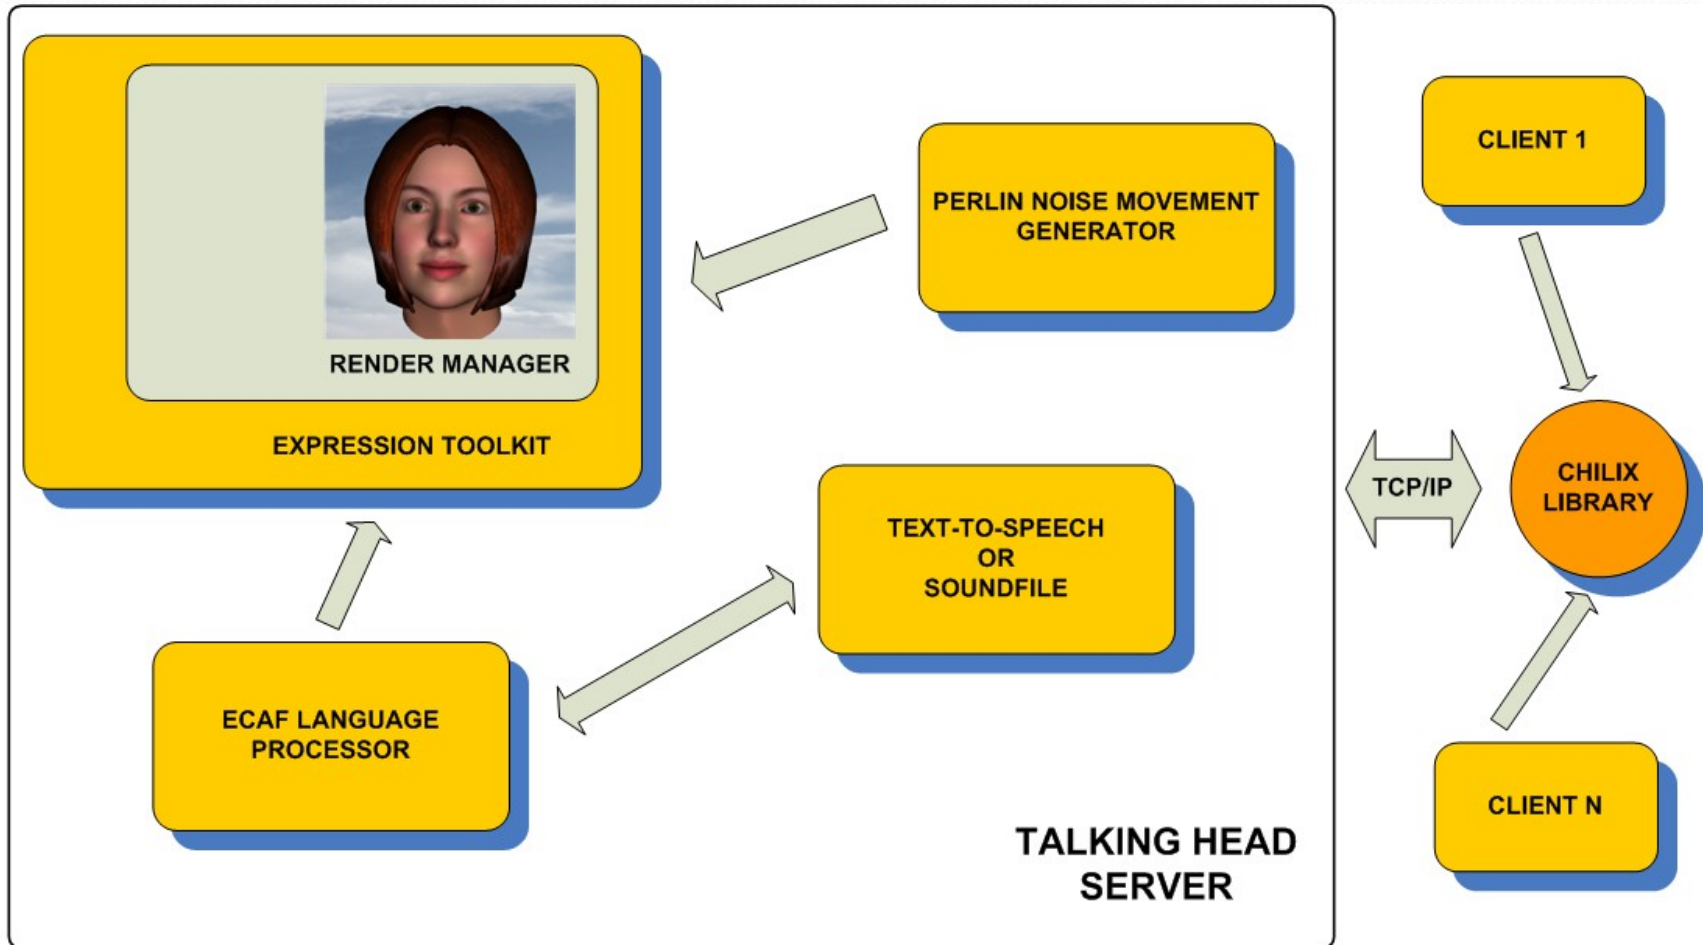 RENDER MANAGER
EXPRESSION TOOLKIT
PERLIN NOISE MOVEMENT
GENERATOR
TEXT-TO-SPEECH
OR
SOUNDFILE
ECAF LANGUAGE
PROCESSOR
TALKING HEAD
SERVER
CLIENT 1
TCP/IP
CHILIX
LIBRARY
CLIENT N